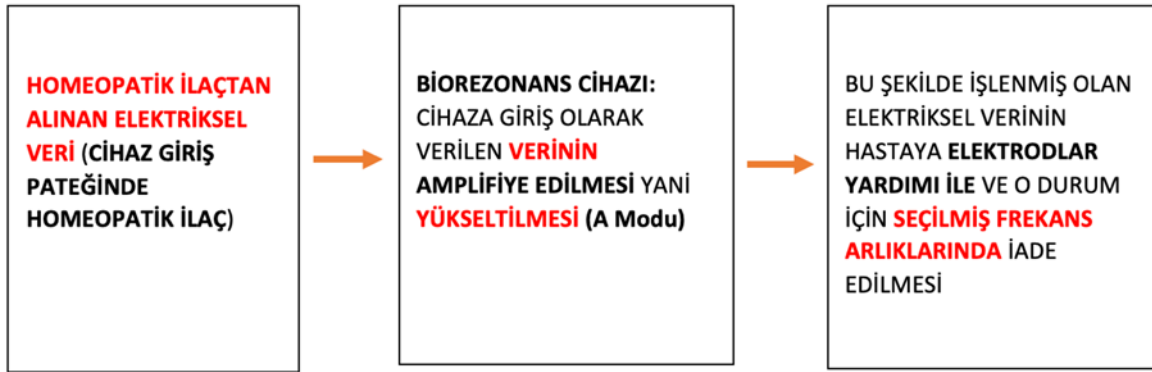 HOMEOPATİK İLAÇTAN
ALINAN ELEKTRİKSEL
VERİ (CİHAZ GİRİŞ
PATEĞİNDE
HOMEOPATİK İLAÇ)
BİOREZONANS CİHAZI:
CİHAZA GİRİŞ OLARAK
VERİLEN VERİNİN
AMPLİFİYE EDİLMESİ YANİ
YÜKSELTİLMESİ (A Modu)
BU ŞEKİLDE İŞLENMİŞ OLAN
ELEKTRİKSEL VERİNİN
HASTAYA ELEKTRODLAR
YARDIMI İLE VE O DURUM
İÇİN SEÇİLMİŞ FREKANS
ARLIKLARINDA İADE
EDİLMESİ